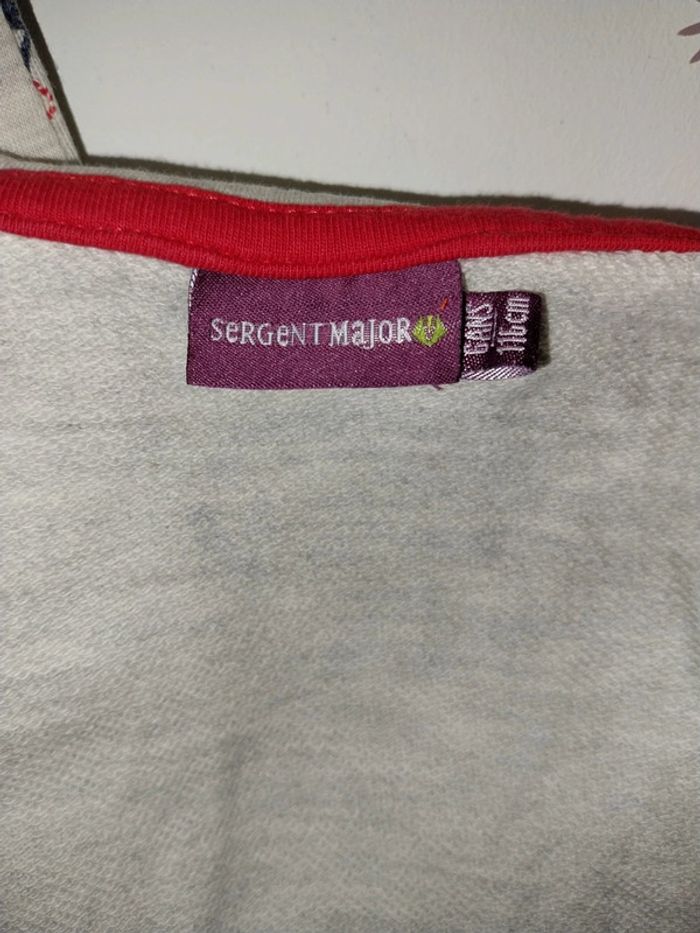 SeRGeNT MaJOR
6ANS
116cm